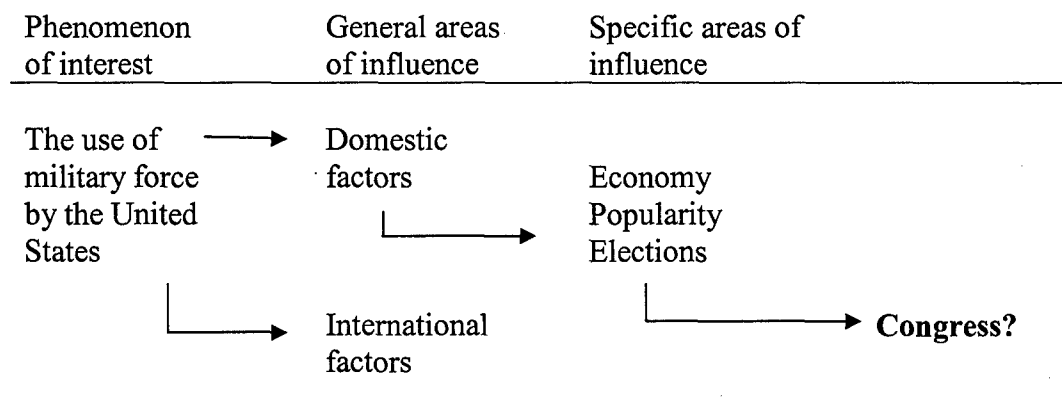 Phenomenon
of interest
General areas
of influence
Specific areas of
influence
The use of
military force
by the United
States
Domestic
factors
Economy
Popularity
Elections
International
factors
Congress?